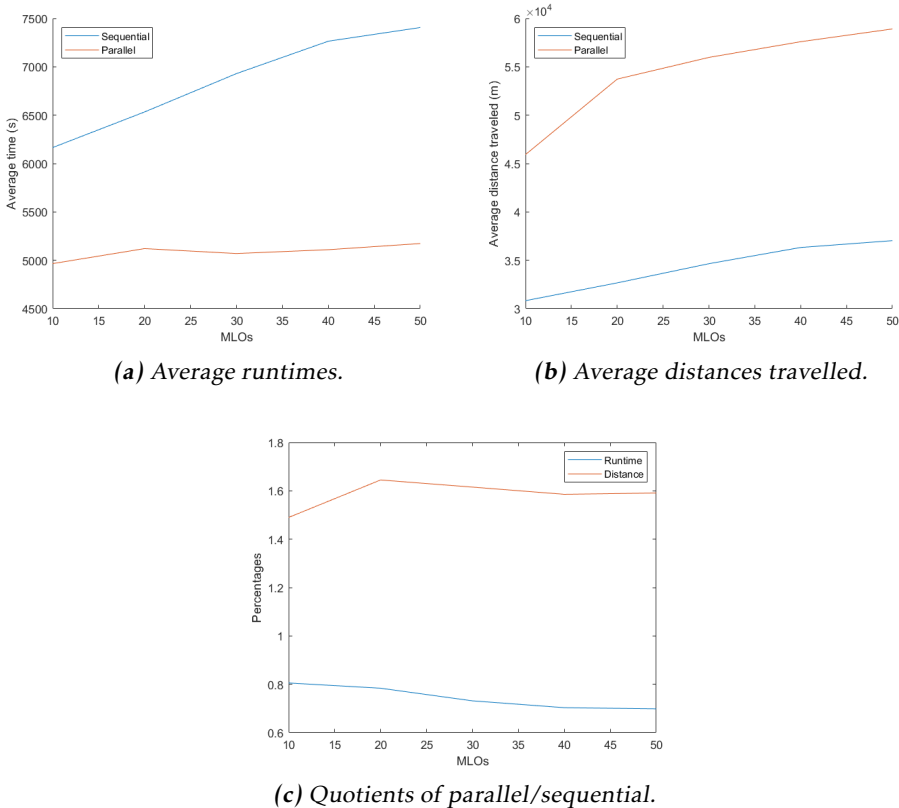 7500
7000
6500
6000
5500
5000
4500
Average time (s)
Sequential
Parallel
10 15 20 25 30 35 40 45 50
MLOs
(a) Average runtimes.
×10⁴
6
5.5
5
4.5
4
3.5
3
Average distance traveled (m)
Sequential
Parallel
10 15 20 25 30 35 40 45 50
MLOs
(b) Average distances travelled.
1.8
1.6
1.4
1.2
1
0.8
0.6
Percentages
Runtime
Distance
10 15 20 25 30 35 40 45 50
MLOs
(c) Quotients of parallel/sequential.